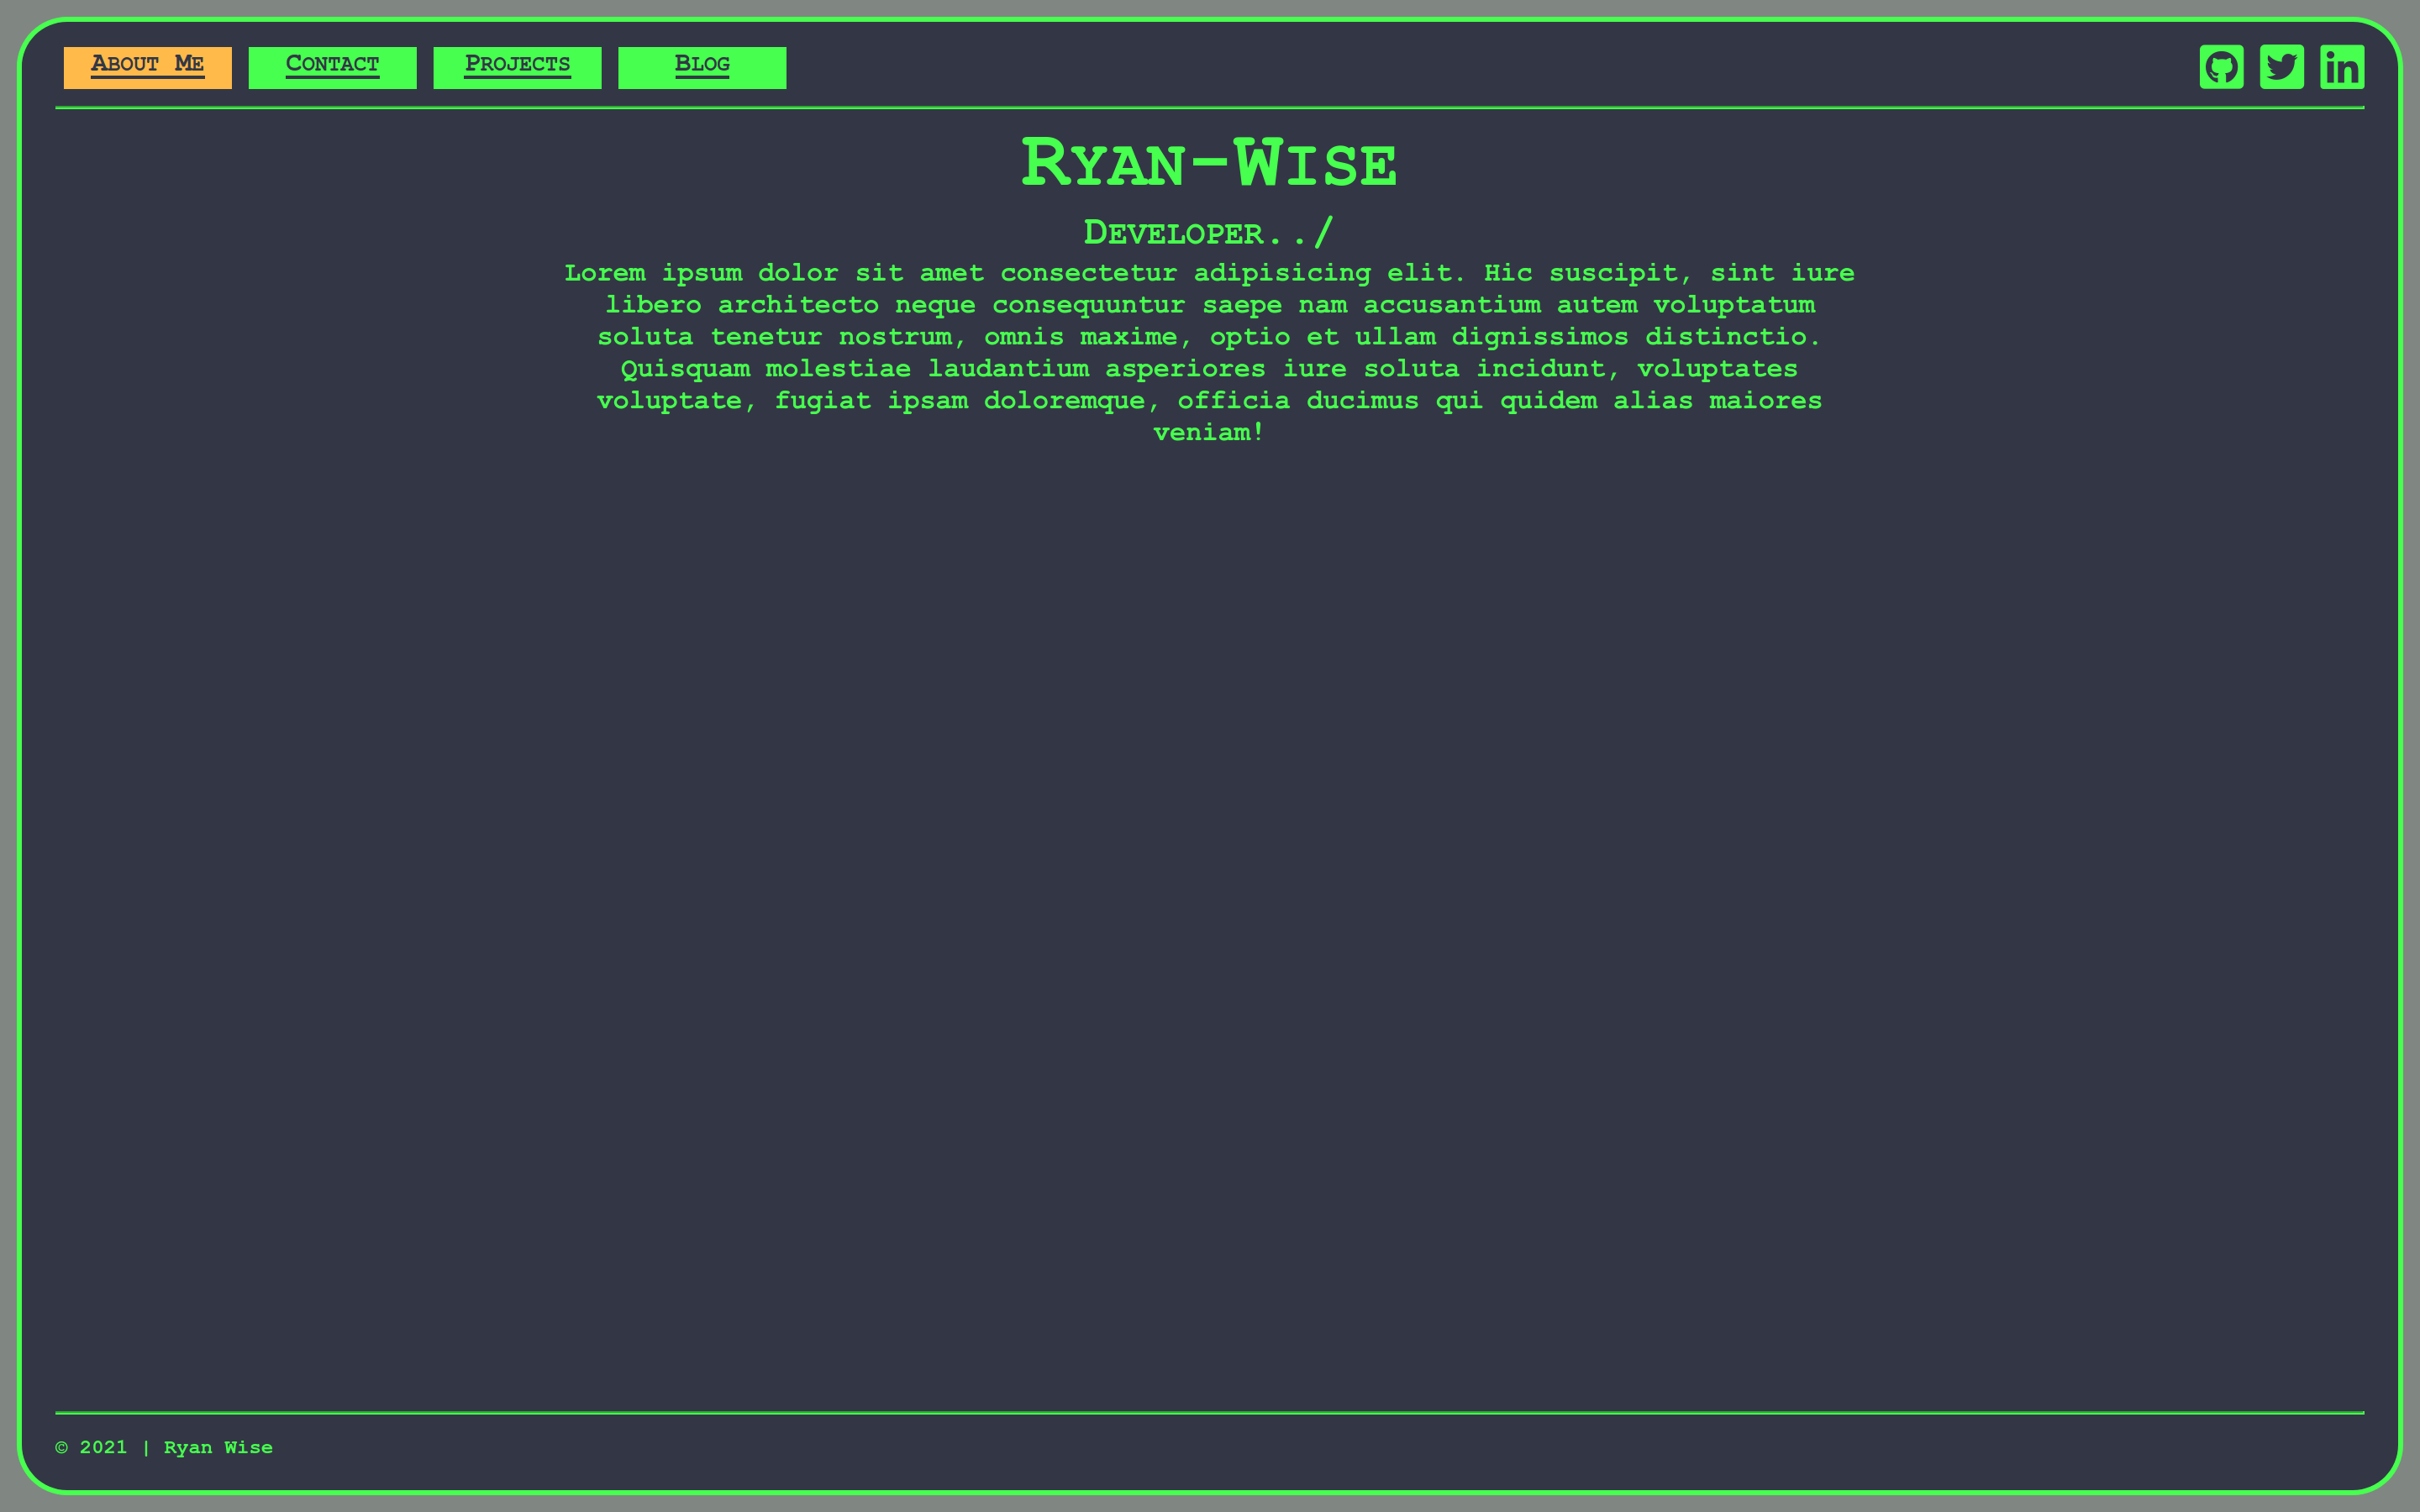 About Me Contact Projects Blog
Ryan-Wise
Developer../
Lorem ipsum dolor sit amet consectetur adipisicing elit. Hic suscipit, sint iure
libero architecto neque consequuntur saepe nam accusantium autem voluptatum
soluta tenetur nostrum, omnis maxime, optio et ullam dignissimos distinctio.
Quisquam molestiae laudantium asperiores iure soluta incidunt, voluptates
voluptate, fugiat ipsam doloremque, officia ducimus qui quidem alias maiores
veniam!
© 2021 | Ryan Wise